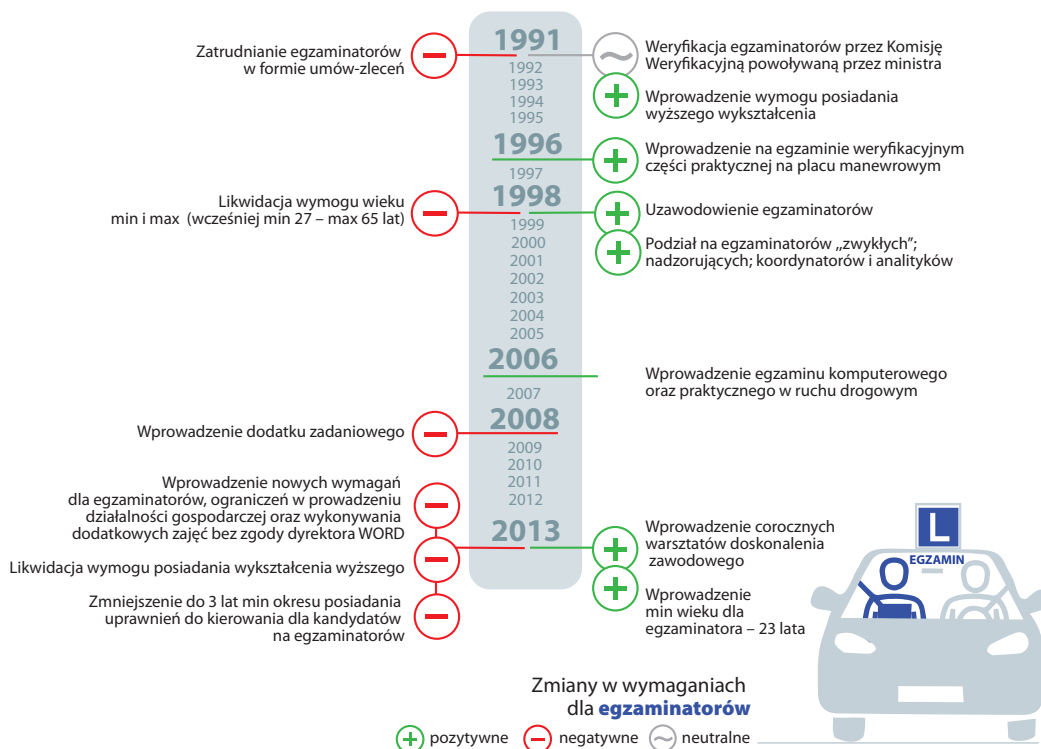 1991
Zatrudnianie egzaminatorów
w formie umów-zleceń
Weryfikacja egzaminatorów przez Komisję
Weryfikacyjną powoływaną przez ministra
1992
1993
1994
1995
Wprowadzenie wymogu posiadania
wyższego wykształcenia
1996
Wprowadzenie na egzaminie weryfikacyjnym
części praktycznej na placu manewrowym
1997
1998
Likwidacja wymogu wieku
min i max (wcześniej min 27 – max 65 lat)
Uzawodowienie egzaminatorów
1999
2000
2001
2002
2003
2004
2005
Podział na egzaminatorów „zwykłych”;
nadzorujących; koordynatorów i analityków
2006
Wprowadzenie egzaminu komputerowego
oraz praktycznego w ruchu drogowym
2007
2008
Wprowadzenie dodatku zadaniowego
2009
2010
2011
2012
Wprowadzenie nowych wymagań
dla egzaminatorów, ograniczeń w prowadzeniu
działalności gospodarczej oraz wykonywania
dodatkowych zajęć bez zgody dyrektora WORD
2013
Likwidacja wymogu posiadania wykształcenia wyższego
Zmniejszenie do 3 lat min okresu posiadania
uprawnień do kierowania dla kandydatów
na egzaminatorów
Wprowadzenie corocznych
warsztatów doskonalenia
zawodowego
Wprowadzenie
min wieku dla
egzaminatora – 23 lata
L
EGZAMIN
Zmiany w wymaganiach
dla egzaminatorów
pozytywne negatywne neutralne